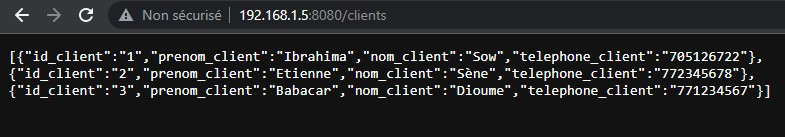 Non sécurisé 192.168.1.5:8080/clients
[{"id_client":"1","prenom_client":"Ibrahima","nom_client":"Sow","telephone_client":"705126722"},
{"id_client":"2","prenom_client":"Etienne","nom_client":"Sène","telephone_client":"772345678"},
{"id_client":"3","prenom_client":"Babacar","nom_client":"Dioume","telephone_client":"771234567"}]